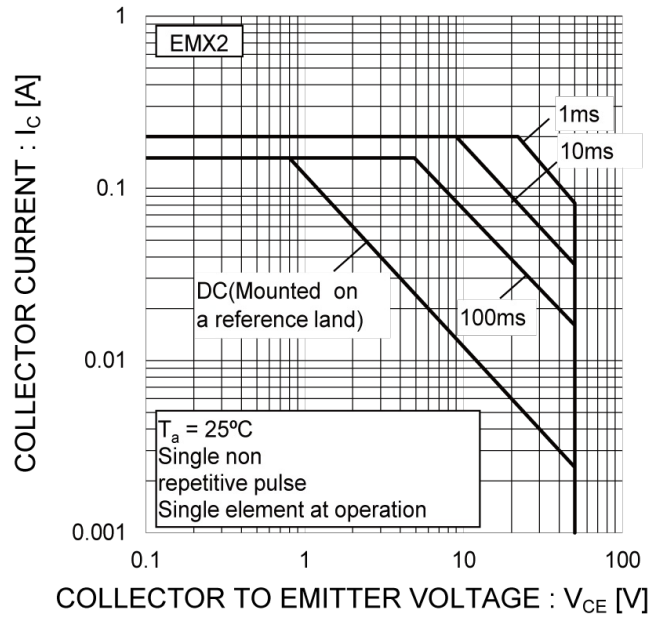 1
EMX2
COLLECTOR CURRENT : IC [A]
1ms
10ms
0.1
DC(Mounted on
a reference land)
100ms
0.01
Ta = 25ºC
Single non
repetitive pulse
Single element at operation
0.001
0.1
1
10
100
COLLECTOR TO EMITTER VOLTAGE : VCE [V]